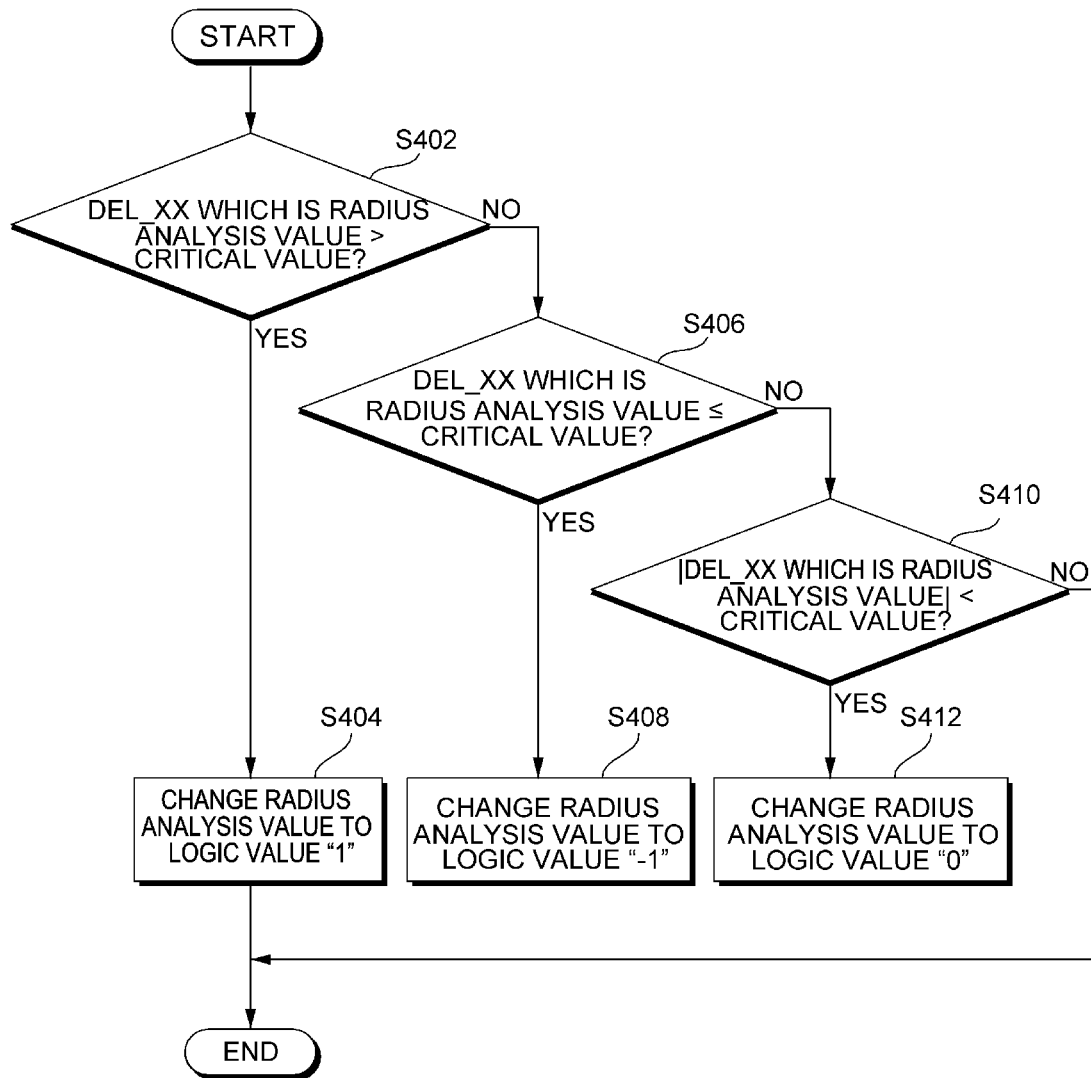 START
S402
DEL_XX WHICH IS RADIUS
ANALYSIS VALUE >
CRITICAL VALUE?
NO
YES
S406
DEL_XX WHICH IS
RADIUS ANALYSIS VALUE ≤
CRITICAL VALUE?
NO
YES
S410
|DEL_XX WHICH IS RADIUS
ANALYSIS VALUE| <
CRITICAL VALUE?
NO
YES
S404
CHANGE RADIUS
ANALYSIS VALUE TO
LOGIC VALUE “1”
S408
CHANGE RADIUS
ANALYSIS VALUE TO
LOGIC VALUE “-1”
S412
CHANGE RADIUS
ANALYSIS VALUE TO
LOGIC VALUE “0”
END